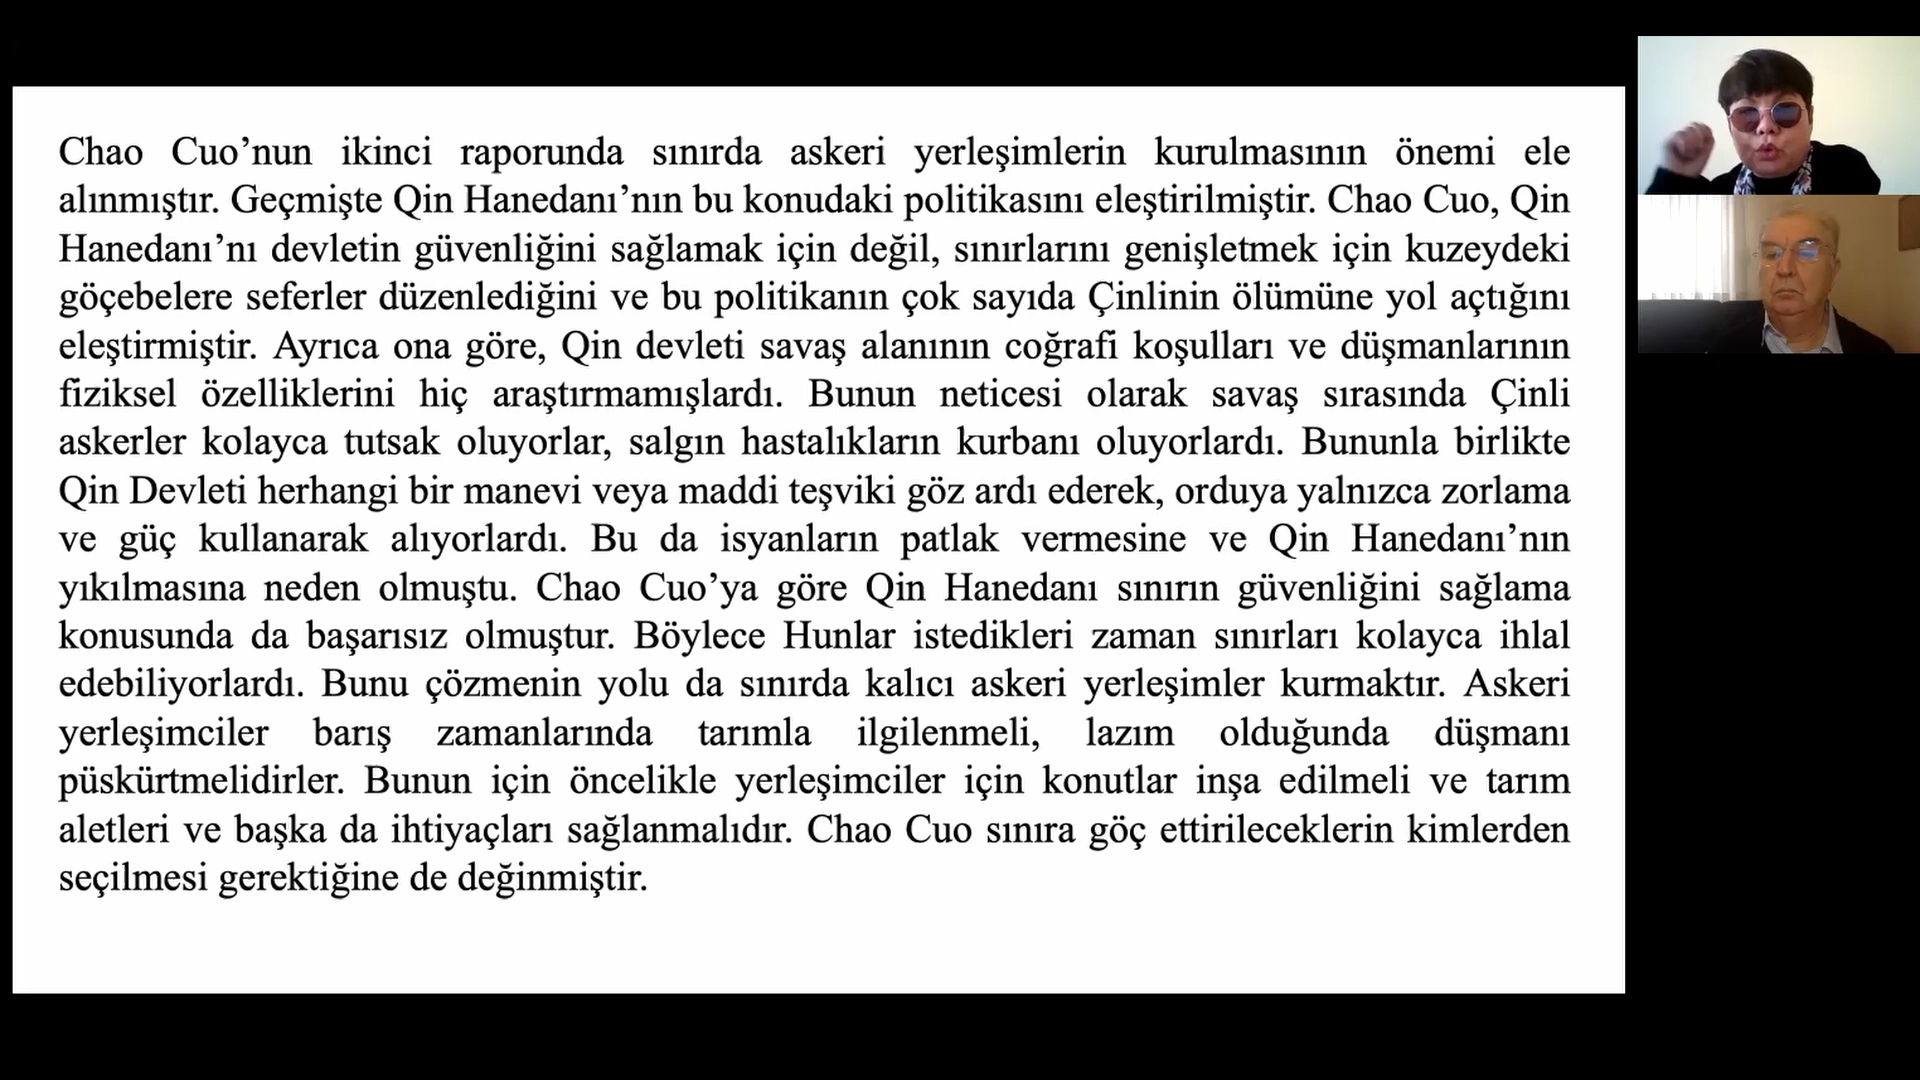 Chao Cuo’nun ikinci raporunda sınırda askeri yerleşimlerin kurulmasının önemi ele
alınmıştır. Geçmişte Qin Hanedanı’nın bu konudaki politikasını eleştirilmiştir. Chao Cuo, Qin
Hanedanı’nı devletin güvenliğini sağlamak için değil, sınırlarını genişletmek için kuzeydeki
göçebelere seferler düzenlediğini ve bu politikanın çok sayıda Çinlinin ölümüne yol açtığını
eleştirmiştir. Ayrıca ona göre, Qin devleti savaş alanının coğrafi koşulları ve düşmanlarının
fiziksel özelliklerini hiç araştırmamışlardı. Bunun neticesi olarak savaş sırasında Çinli
askerler kolayca tutsak oluyorlar, salgın hastalıkların kurbanı oluyorlardı. Bununla birlikte
Qin Devleti herhangi bir manevi veya maddi teşviki göz ardı ederek, orduya yalnızca zorlama
ve güç kullanarak alıyorlardı. Bu da isyanların patlak vermesine ve Qin Hanedanı’nın
yıkılmasına neden olmuştu. Chao Cuo’ya göre Qin Hanedanı sınırın güvenliğini sağlama
konusunda da başarısız olmuştur. Böylece Hunlar istedikleri zaman sınırları kolayca ihlal
edebiliyorlardı. Bunu çözmenin yolu da sınırda kalıcı askeri yerleşimler kurmaktır. Askeri
yerleşimciler barış zamanlarında tarımla ilgilenmeli, lazım olduğunda düşmanı
püskürtmelidirler. Bunun için öncelikle yerleşimciler için konutlar inşa edilmeli ve tarım
aletleri ve başka da ihtiyaçları sağlanmalıdır. Chao Cuo sınıra göç ettirileceklerin kimlerden
seçilmesi gerektiğine de değinmiştir.